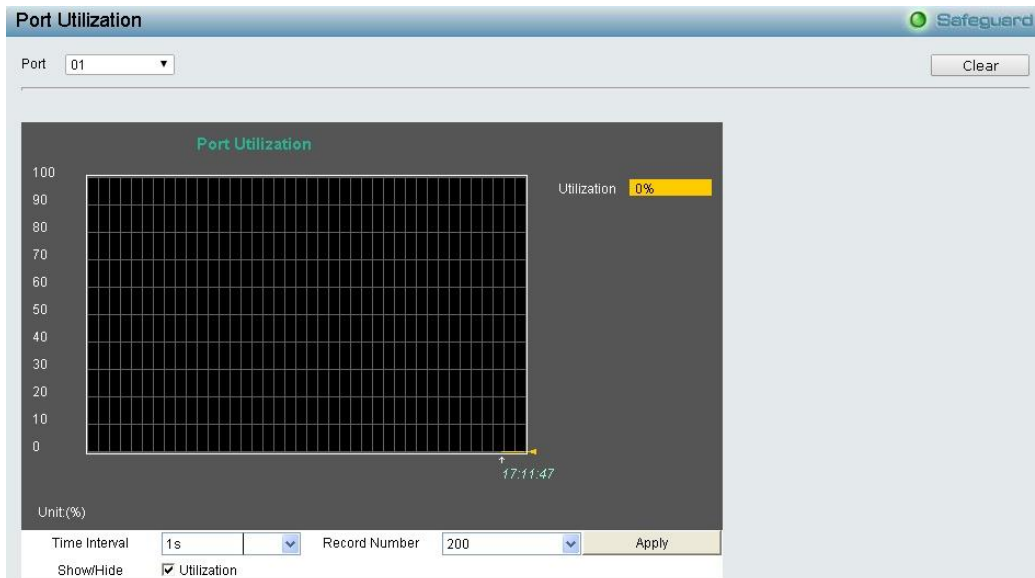 Port Utilization
Safeguard
Port 01
Clear
Port Utilization
100
90
80
70
60
50
40
30
20
10
0
Utilization 0%
17:11:47
Unit:(%)
Time Interval 1s Record Number 200 Apply
Show/Hide Utilization